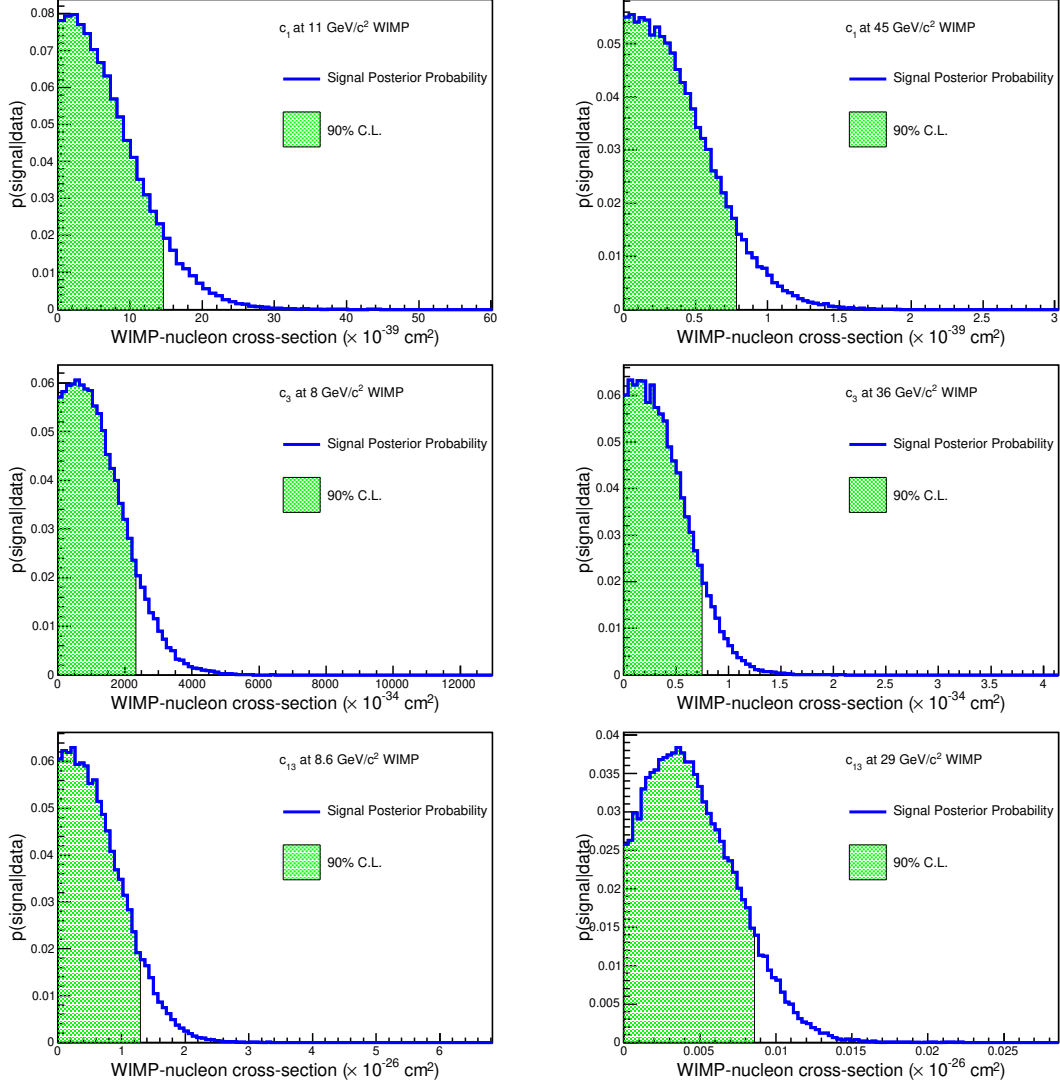 c1 at 11 GeV/c² WIMP
Signal Posterior Probability
90% C.L.
p(signal|data)
0.08
0.07
0.06
0.05
0.04
0.03
0.02
0.01
0
0 10 20 30 40 50 60
WIMP-nucleon cross-section (× 10⁻³⁹ cm²)
c1 at 45 GeV/c² WIMP
Signal Posterior Probability
90% C.L.
p(signal|data)
0.05
0.04
0.03
0.02
0.01
0
0 0.5 1 1.5 2 2.5 3
WIMP-nucleon cross-section (× 10⁻³⁹ cm²)
c3 at 8 GeV/c² WIMP
Signal Posterior Probability
90% C.L.
p(signal|data)
0.06
0.05
0.04
0.03
0.02
0.01
0
0 2000 4000 6000 8000 10000 12000
WIMP-nucleon cross-section (× 10⁻³⁴ cm²)
c3 at 36 GeV/c² WIMP
Signal Posterior Probability
90% C.L.
p(signal|data)
0.06
0.05
0.04
0.03
0.02
0.01
0
0 0.5 1 1.5 2 2.5 3 3.5 4
WIMP-nucleon cross-section (× 10⁻³⁴ cm²)
c13 at 8.6 GeV/c² WIMP
Signal Posterior Probability
90% C.L.
p(signal|data)
0.06
0.05
0.04
0.03
0.02
0.01
0
0 1 2 3 4 5 6
WIMP-nucleon cross-section (× 10⁻²⁶ cm²)
c13 at 29 GeV/c² WIMP
Signal Posterior Probability
90% C.L.
p(signal|data)
0.04
0.035
0.03
0.025
0.02
0.015
0.01
0.005
0
0 0.005 0.01 0.015 0.02 0.025
WIMP-nucleon cross-section (× 10⁻²⁶ cm²)